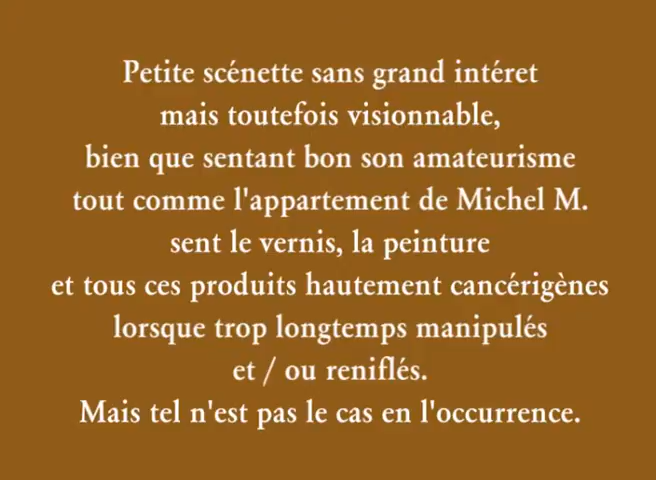 Petite scénette sans grand intéret
mais toutefois visionnable,
bien que sentant bon son amateurisme
tout comme l'appartement de Michel M.
sent le vernis, la peinture
et tous ces produits hautement cancérigènes
lorsque trop longtemps manipulés
et / ou reniflés.
Mais tel n'est pas le cas en l'occurrence.